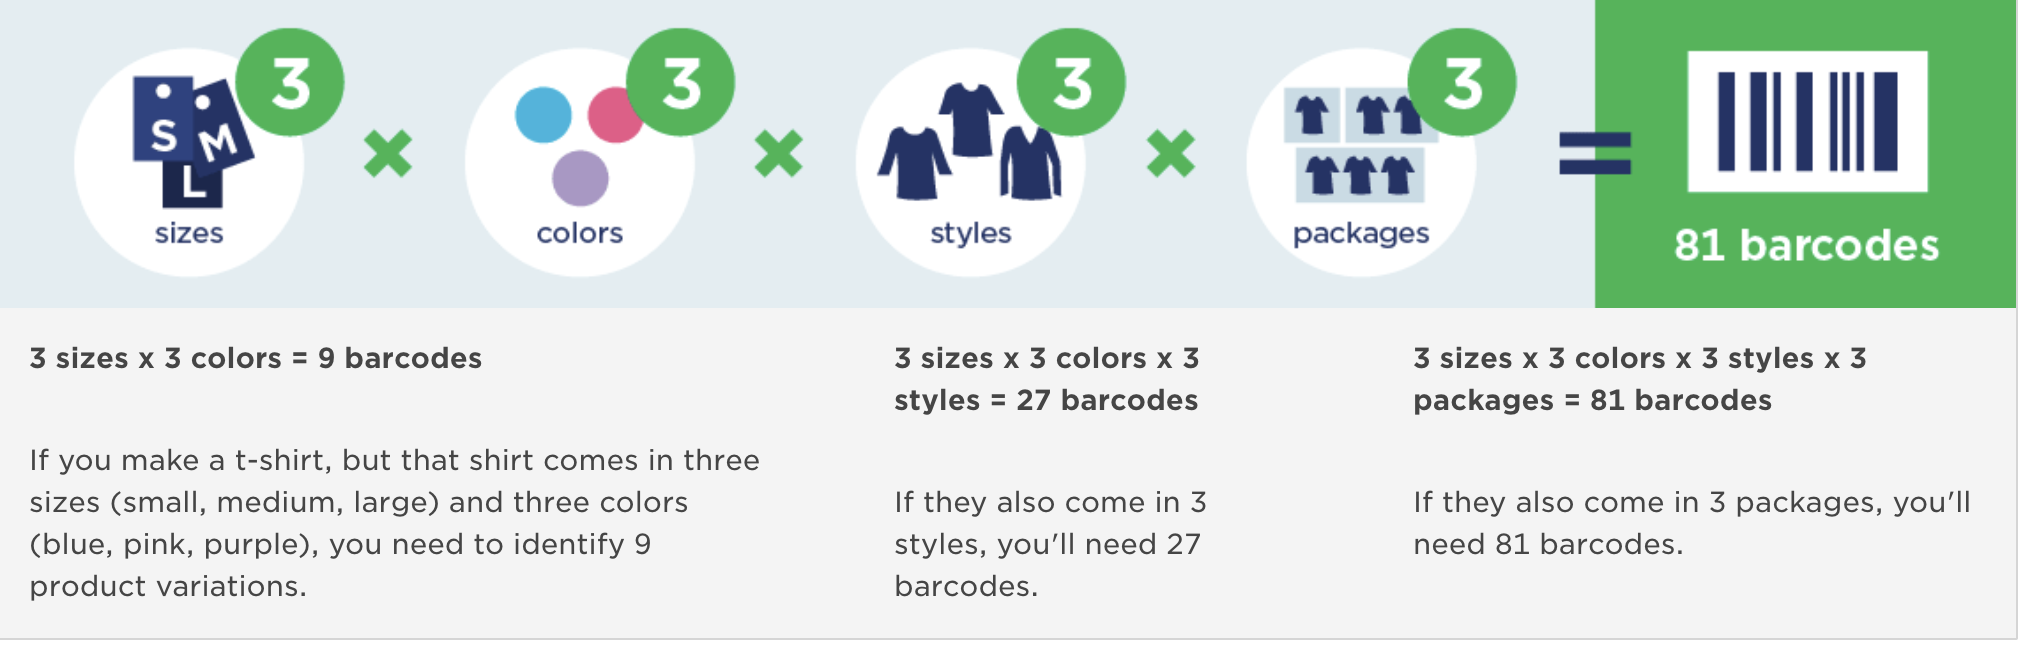 S
M
L
3
sizes
3
colors
3
styles
3
packages
81 barcodes
3 sizes x 3 colors = 9 barcodes
If you make a t-shirt, but that shirt comes in three
sizes (small, medium, large) and three colors
(blue, pink, purple), you need to identify 9
product variations.
3 sizes x 3 colors x 3
styles = 27 barcodes
If they also come in 3
styles, you'll need 27
barcodes.
3 sizes x 3 colors x 3 styles x 3
packages = 81 barcodes
If they also come in 3 packages, you'll
need 81 barcodes.